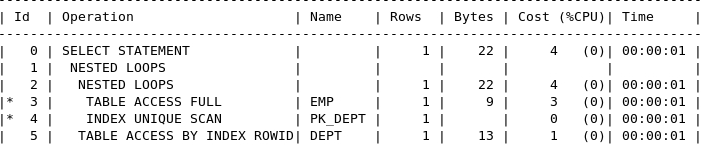 --------------------------------------------------------------------------------------
| Id  | Operation                    | Name    | Rows  | Bytes | Cost (%CPU)| Time     |
--------------------------------------------------------------------------------------
|   0 | SELECT STATEMENT             |         |     1 |    22 |     4   (0)| 00:00:01 |
|   1 |  NESTED LOOPS                |         |       |       |            |          |
|   2 |   NESTED LOOPS               |         |     1 |    22 |     4   (0)| 00:00:01 |
|*  3 |    TABLE ACCESS FULL         | EMP     |     1 |     9 |     3   (0)| 00:00:01 |
|*  4 |    INDEX UNIQUE SCAN         | PK_DEPT |     1 |       |     0   (0)| 00:00:01 |
|   5 |   TABLE ACCESS BY INDEX ROWID| DEPT    |     1 |    13 |     1   (0)| 00:00:01 |